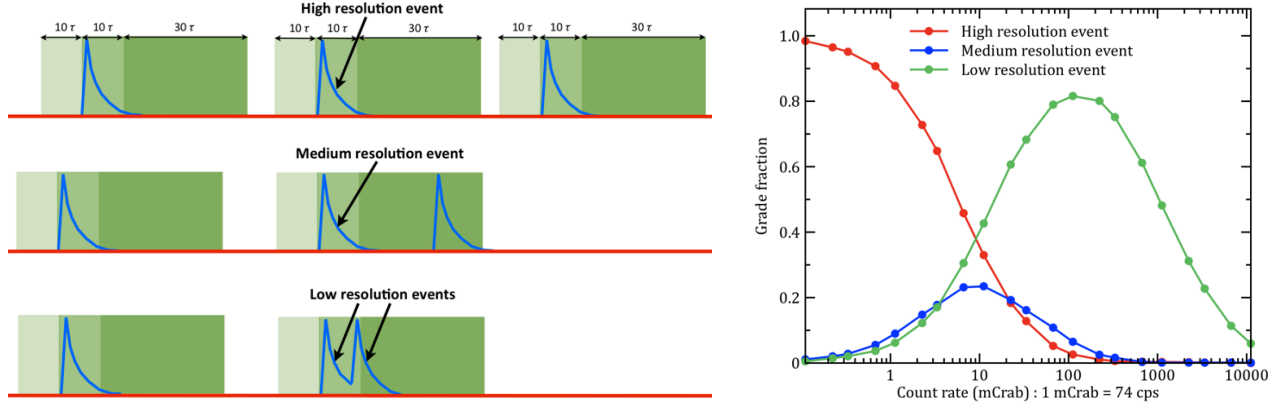 High resolution event
10 τ 10 τ 30 τ 10 τ 10 τ 30 τ 10 τ 10 τ 30 τ
Medium resolution event
Low resolution events
Grade fraction
1.0
0.8
0.6
0.4
0.2
0
High resolution event
Medium resolution event
Low resolution event
1 10 100 1000 10000
Count rate (mCrab) : 1 mCrab = 74 cps